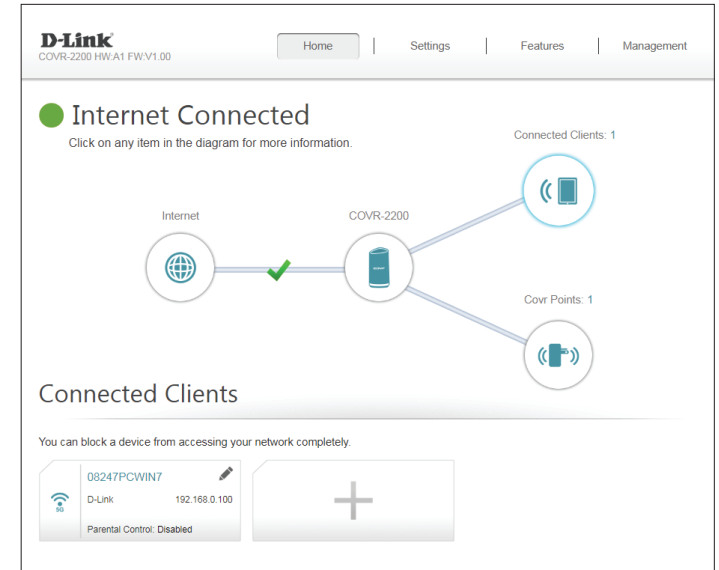 D-Link
COVR-2200 HW:A1 FW:V1.00
Home
Settings
Features
Management
Internet Connected
Click on any item in the diagram for more information.
Connected Clients: 1
Internet
COVR-2200
Covr Points: 1
Connected Clients
You can block a device from accessing your network completely.
08247PCWIN7
5G
D-Link 192.168.0.100
Parental Control: Disabled